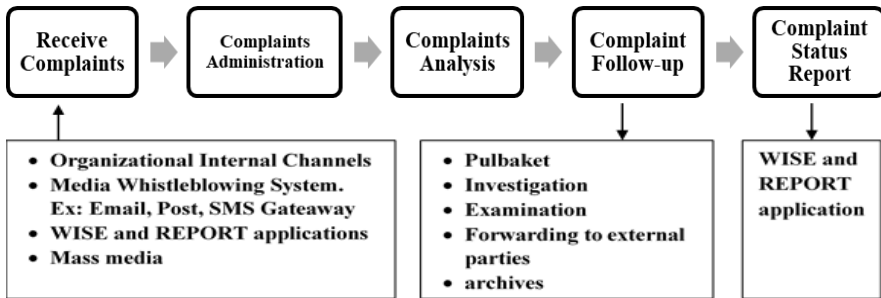 Receive
Complaints
Complaints
Administration
Complaints
Analysis
Complaint
Follow-up
Complaint
Status
Report
• Organizational Internal Channels
• Media Whistleblowing System.
Ex: Email, Post, SMS Gateaway
• WISE and REPORT applications
• Mass media
• Pulbaket
• Investigation
• Examination
• Forwarding to external
parties
• archives
WISE and
REPORT
application